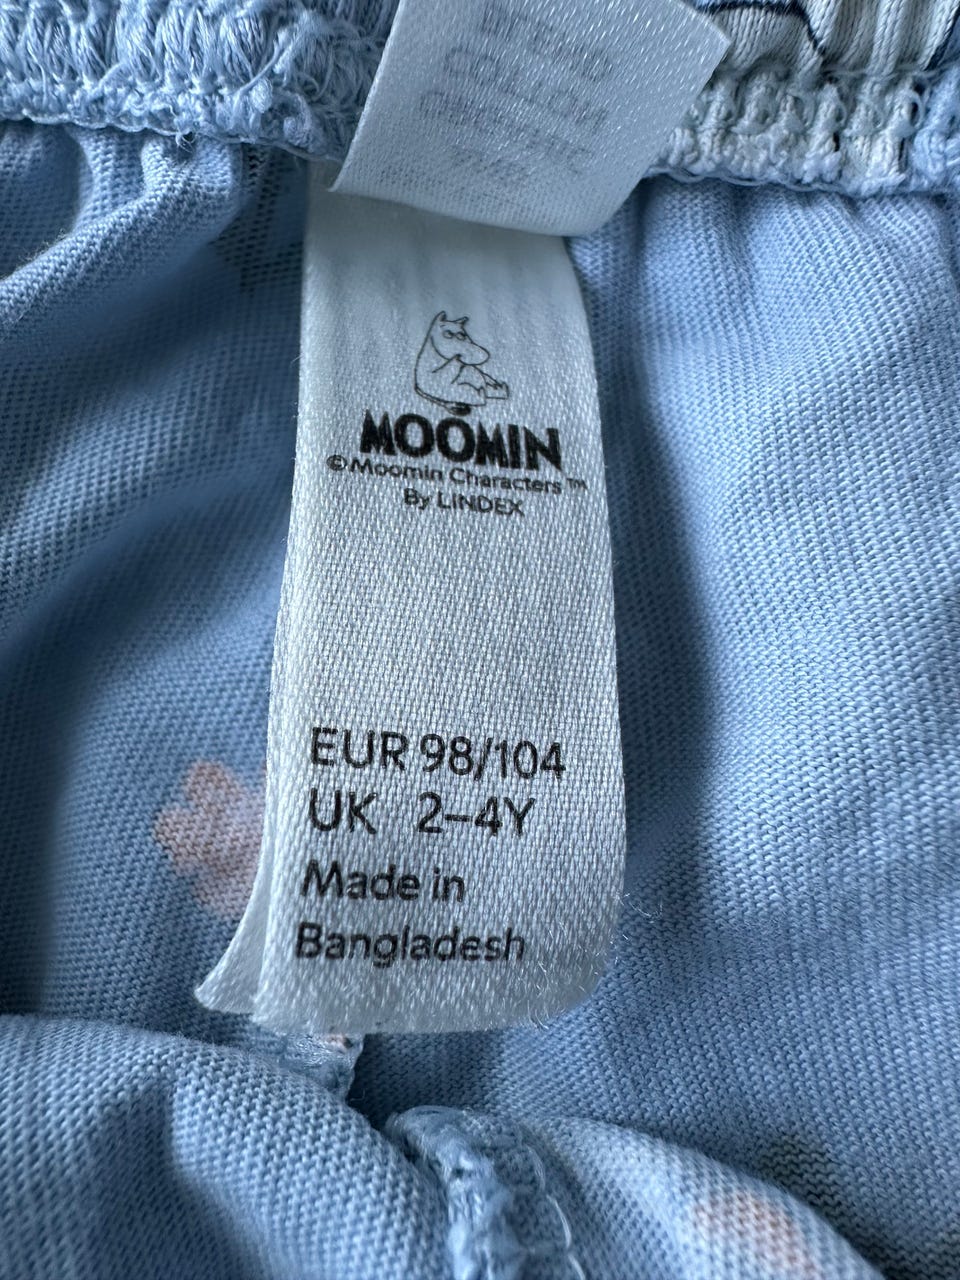 MOOMIN
©Moomin Characters™
By LINDEX
EUR 98/104
UK 2–4Y
Made in
Bangladesh